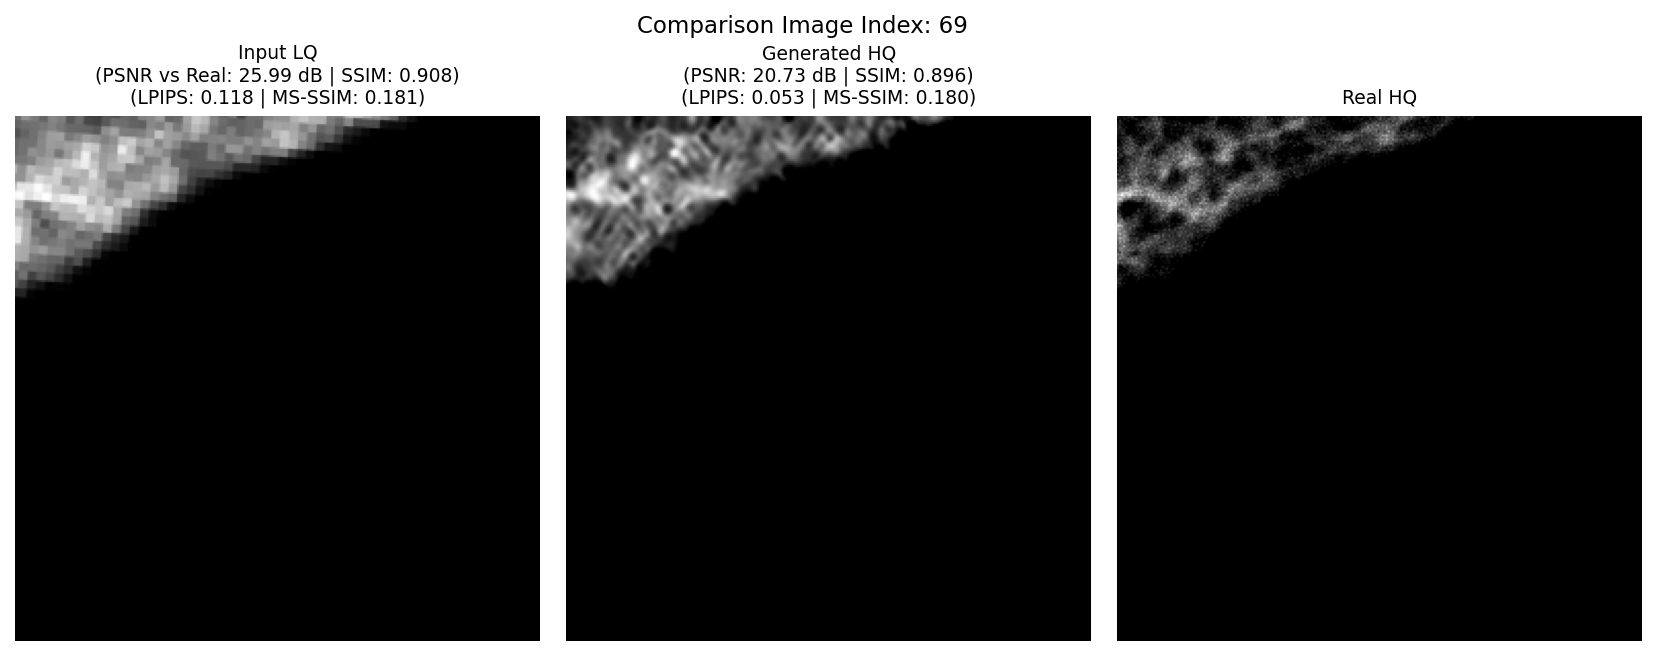 Comparison Image Index: 69
Input LQ
(PSNR vs Real: 25.99 dB | SSIM: 0.908)
(LPIPS: 0.118 | MS-SSIM: 0.181)
Generated HQ
(PSNR: 20.73 dB | SSIM: 0.896)
(LPIPS: 0.053 | MS-SSIM: 0.180)
Real HQ